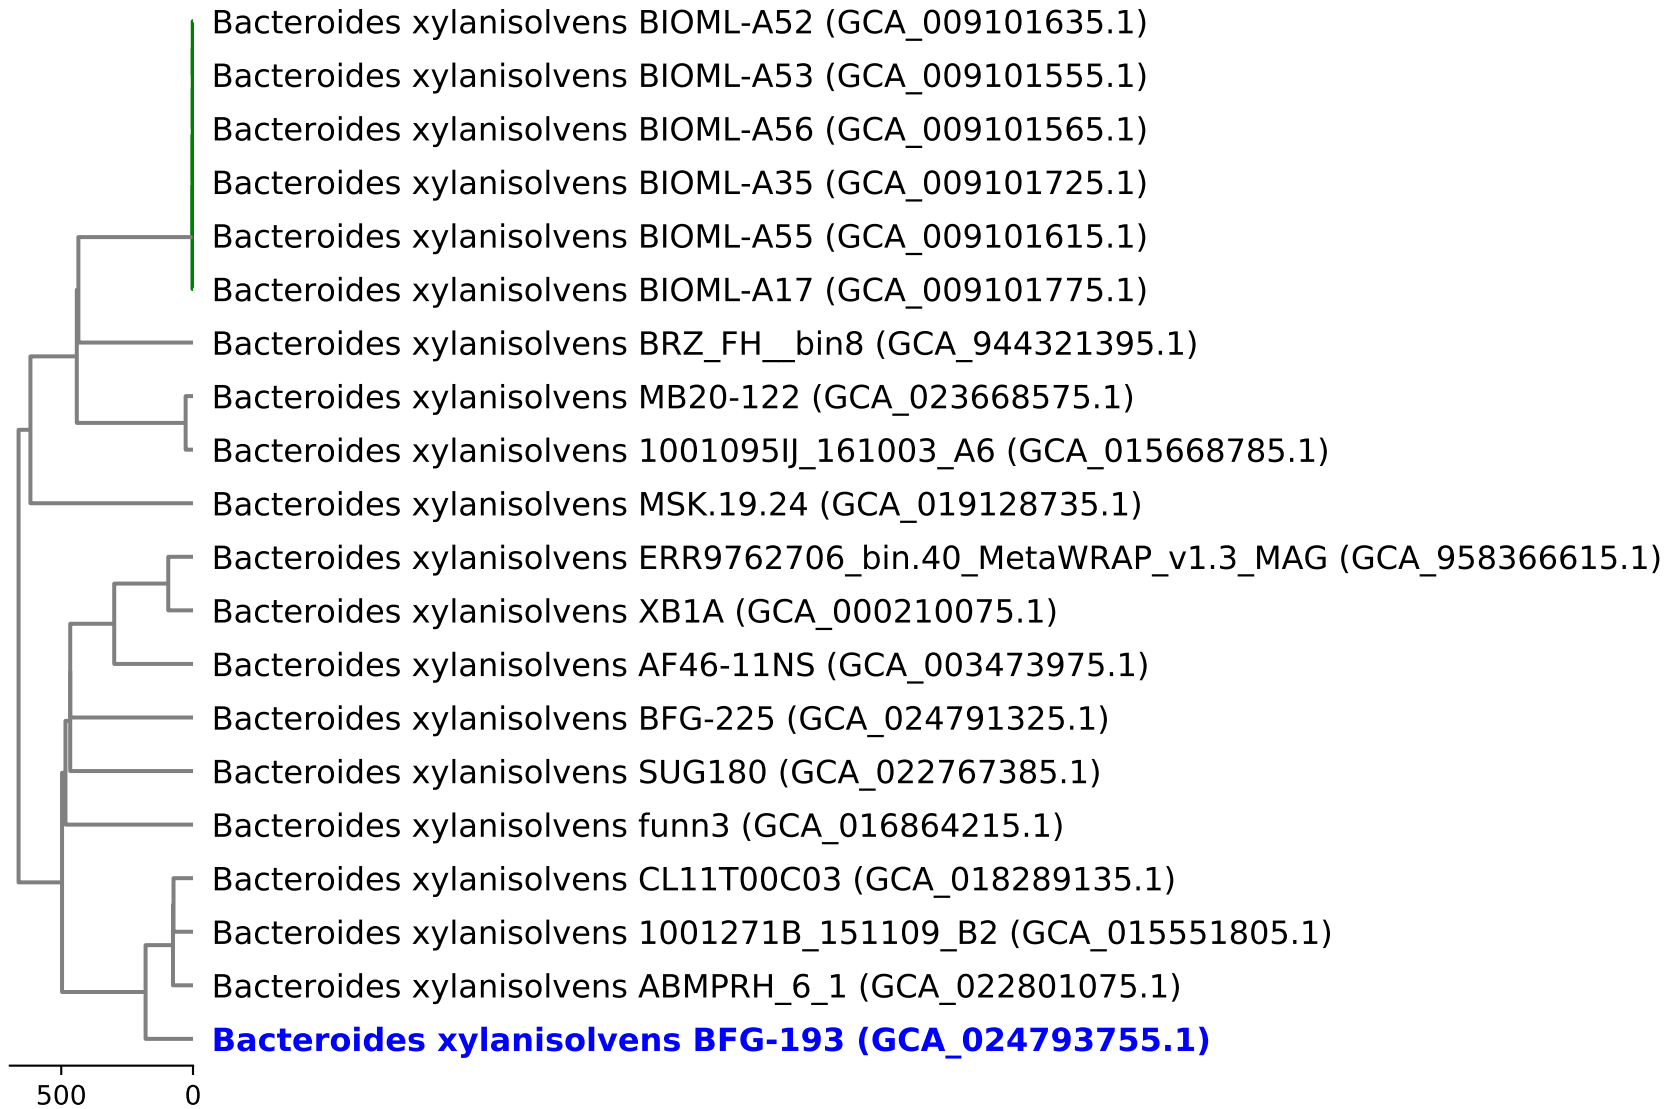 Bacteroides xylanisolvens BIOML-A52 (GCA_009101635.1)
Bacteroides xylanisolvens BIOML-A53 (GCA_009101555.1)
Bacteroides xylanisolvens BIOML-A56 (GCA_009101565.1)
Bacteroides xylanisolvens BIOML-A35 (GCA_009101725.1)
Bacteroides xylanisolvens BIOML-A55 (GCA_009101615.1)
Bacteroides xylanisolvens BIOML-A17 (GCA_009101775.1)
Bacteroides xylanisolvens BRZ_FH__bin8 (GCA_944321395.1)
Bacteroides xylanisolvens MB20-122 (GCA_023668575.1)
Bacteroides xylanisolvens 1001095IJ_161003_A6 (GCA_015668785.1)
Bacteroides xylanisolvens MSK.19.24 (GCA_019128735.1)
Bacteroides xylanisolvens ERR9762706_bin.40_MetaWRAP_v1.3_MAG (GCA_958366615.1)
Bacteroides xylanisolvens XB1A (GCA_000210075.1)
Bacteroides xylanisolvens AF46-11NS (GCA_003473975.1)
Bacteroides xylanisolvens BFG-225 (GCA_024791325.1)
Bacteroides xylanisolvens SUG180 (GCA_022767385.1)
Bacteroides xylanisolvens funn3 (GCA_016864215.1)
Bacteroides xylanisolvens CL11T00C03 (GCA_018289135.1)
Bacteroides xylanisolvens 1001271B_151109_B2 (GCA_015551805.1)
Bacteroides xylanisolvens ABMPRH_6_1 (GCA_022801075.1)
Bacteroides xylanisolvens BFG-193 (GCA_024793755.1)
500 0